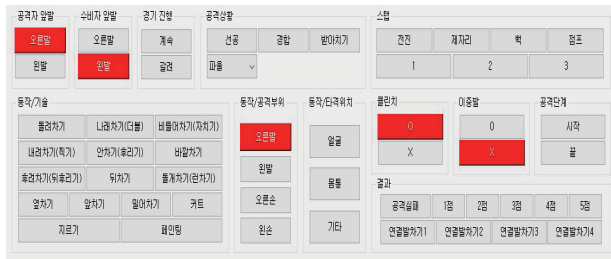 공격자 앞발 수비자 앞발 경기 진행 공격상황 스텝
오른발 오른발 계속 선공 경합 받아치기 전진 제자리 백 점프
왼발 왼발 갈려 파울 1 2 3
동작/기술 동작/공격부위 동작/타격위치 클린치 이중발 공격단계
돌려차기 나래차기(더블) 비틀어차기(자치기) 오른발 얼굴 O O 시작
내려차기(찍기) 안차기(후리기) 바깥차기 왼발 X X 끝
후려차기(뒤후리기) 뒤차기 돌개차기(턴차기) 오른손 몸통 결과
옆차기 앞차기 밀어차기 커트 공격실패 1점 2점 3점 4점 5점
지르기 페인팅 왼손 기타 연결발차기1 연결발차기2 연결발차기3 연결발차기4